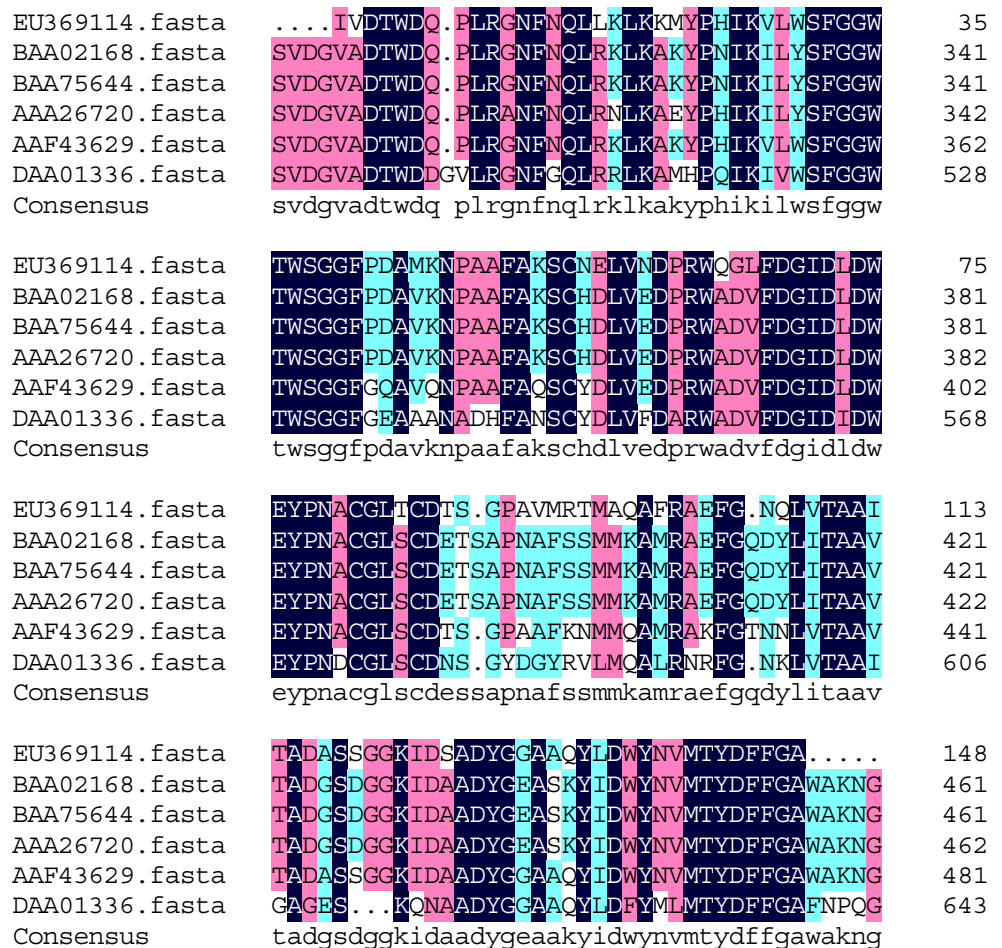 EU369114.fasta ....IVDTWDQ.PLRGNFNQLLKLKKMYPHIKVLWSFGGW 35
BAA02168.fasta SVDGVADTWDQ.PLRGNFNQLRKLKAKYPNIKILYSFGGW 341
BAA75644.fasta SVDGVADTWDQ.PLRGNFNQLRKLKAKYPNIKILYSFGGW 341
AAA26720.fasta SVDGVADTWDQ.PLRANFNQLRNLKAEYPHIKILYSFGGW 342
AAF43629.fasta SVDGVADTWDQ.PLRGNFNQLRKLKAKYPHIKVLWSFGGW 362
DAA01336.fasta SVDGVADTWDDGVLRGNFGQLRRLKAMHPQIKIVWSFGGW 528
Consensus svdgvadtwdq plrgnfnqlrklkakyphikilwsfggw
EU369114.fasta TWSGGFPDAMKNPAAFAKSCNELVNDPRWQGLFDGIDLDW 75
BAA02168.fasta TWSGGFPDAVKNPAAFAKSCHDLVEDPRWADVFDGIDLDW 381
BAA75644.fasta TWSGGFPDAVKNPAAFAKSCHDLVEDPRWADVFDGIDLDW 381
AAA26720.fasta TWSGGFPDAVKNPAAFAKSCHDLVEDPRWADVFDGIDLDW 382
AAF43629.fasta TWSGGFGQAVQNPAAFAQSCYDLVEDPRWADVFDGIDLDW 402
DAA01336.fasta TWSGGFGEAAANADHFANSCYDLVFDARWADVFDGIDIDW 568
Consensus twsggfpdavknpaafakschdlvedprwadvfdgidldw
EU369114.fasta EYPNACGLTCDTS.GPAVMRTMAQAFRAEFG.NQLVTAAI 113
BAA02168.fasta EYPNACGLSCDETSAPNAFSSMMKAMRAEFGQDYLITAAV 421
BAA75644.fasta EYPNACGLSCDETSAPNAFSSMMKAMRAEFGQDYLITAAV 421
AAA26720.fasta EYPNACGLSCDETSAPNAFSSMMKAMRAEFGQDYLITAAV 422
AAF43629.fasta EYPNACGLSCDTS.GPAAFKNMMQAMRAKFGTNNLVTAAV 441
DAA01336.fasta EYPNDCGLSCDNS.GYDGYRVLMQALRNRFG.NKLVTAAI 606
Consensus eypnacglscdessapnafssmmkamraefgqdylitaav
EU369114.fasta TADASSGGKIDSADYGGAAQYLDWYNVMTYDFFGA..... 148
BAA02168.fasta TADGSDGGKIDAADYGEASKYIDWYNVMTYDFFGAWAKNG 461
BAA75644.fasta TADGSDGGKIDAADYGEASKYIDWYNVMTYDFFGAWAKNG 461
AAA26720.fasta TADGSDGGKIDAADYGEASKYIDWYNVMTYDFFGAWAKNG 462
AAF43629.fasta TADASSGGKIDAADYGGAAQYIDWYNVMTYDFFGAWAKNG 481
DAA01336.fasta GAGES...KQNAADYGGAAQYLDFYMLMTYDFFGAFNPQG 643
Consensus tadgsdggkidaadygeaakyidwynvmtydffgawakng